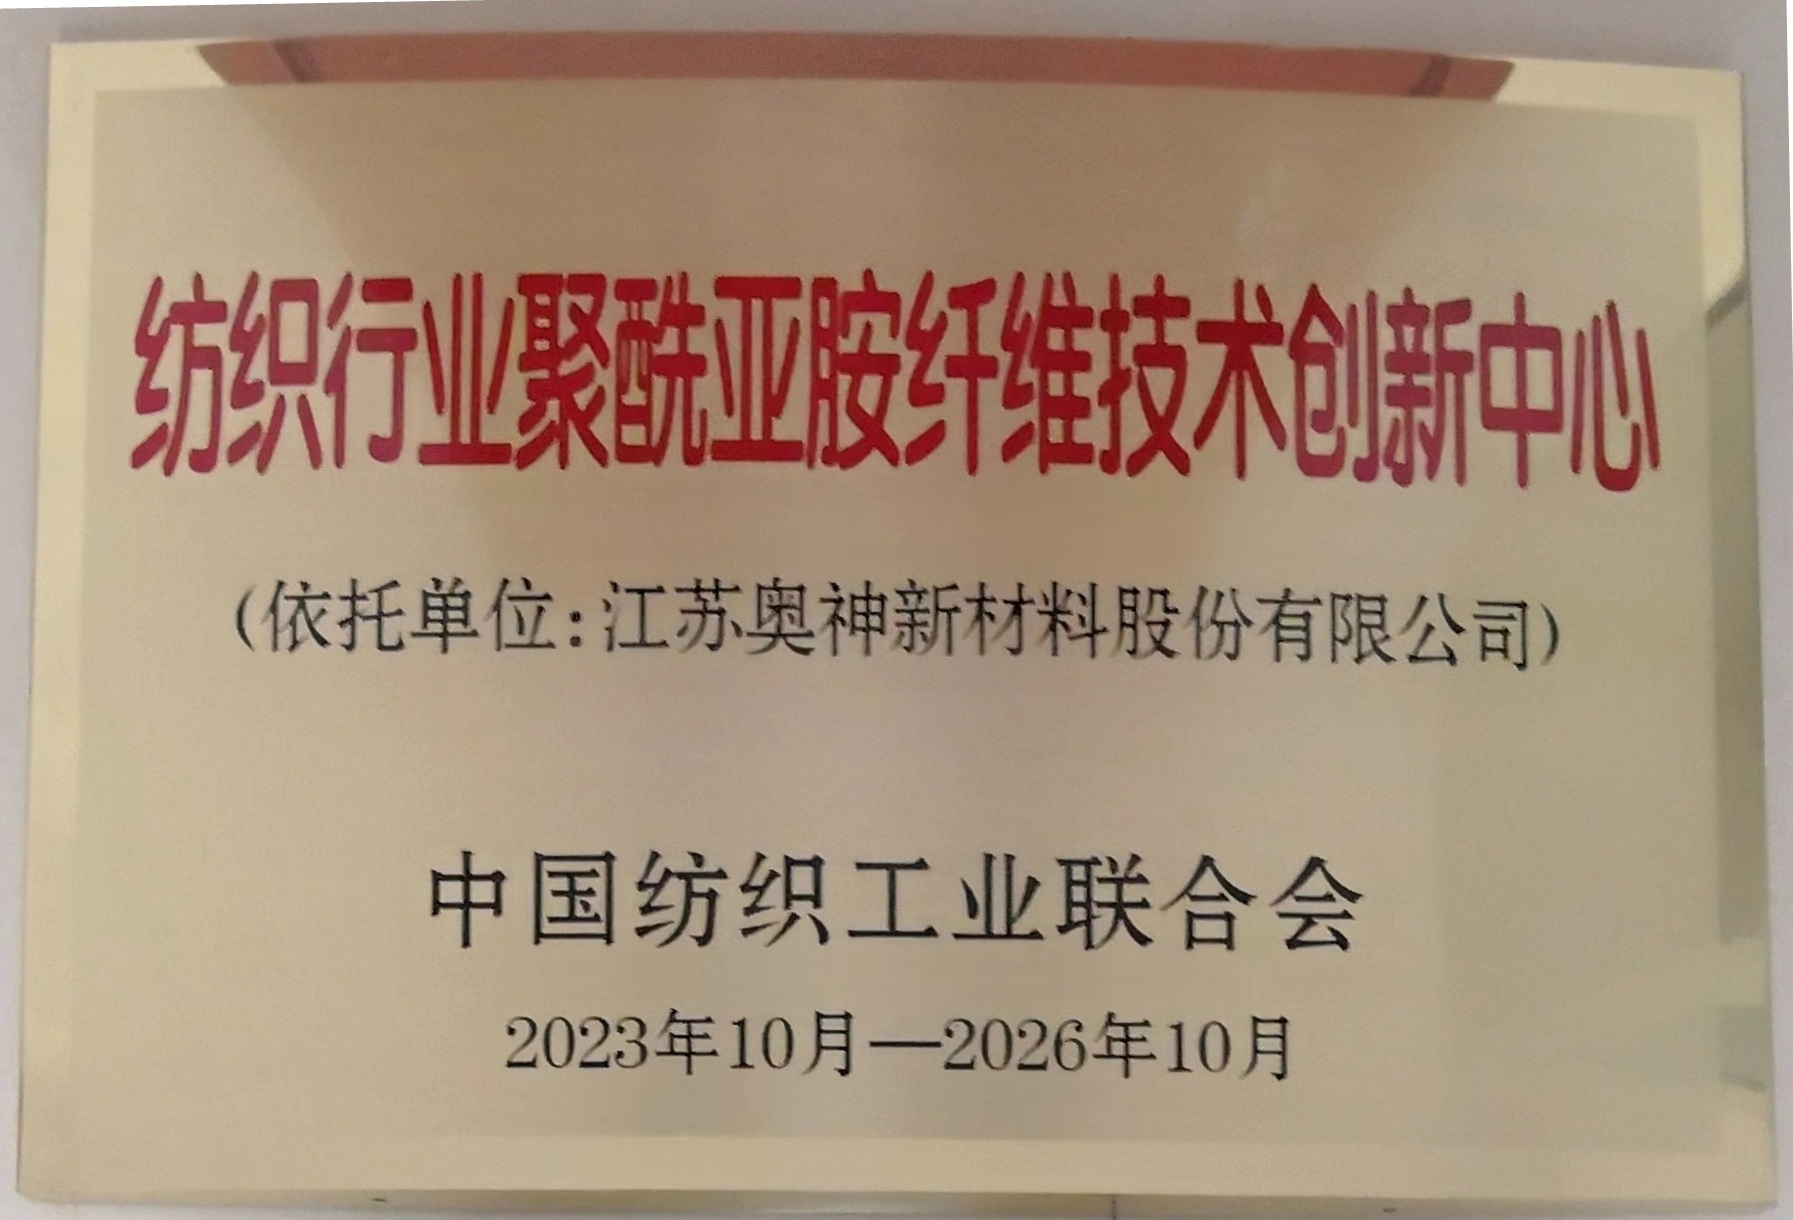 纺织行业聚酰亚胺纤维技术创新中心
(依托单位:江苏奥神新材料股份有限公司)
中国纺织工业联合会
2023年10月—2026年10月